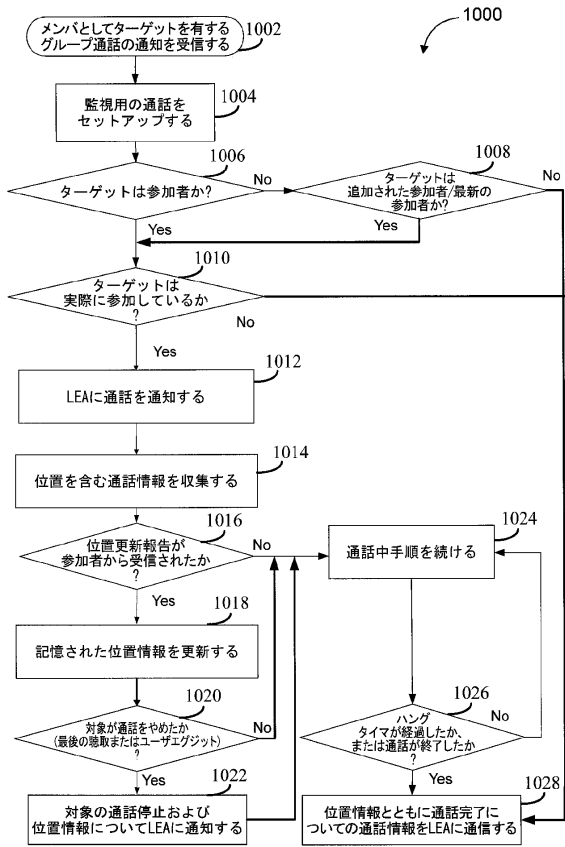 1000
メンバとしてターゲットを有する
グループ通話の通知を受信する
1002
監視用の通話を
セットアップする
1004
ターゲットは参加者か?
1006
No
ターゲットは
追加された参加者/最新の
参加者か?
1008
No
Yes
Yes
ターゲットは
実際に参加しているか
?
1010
No
Yes
LEAに通話を通知する
1012
位置を含む通話情報を収集する
1014
位置更新報告が
参加者から受信されたか
?
1016
No
Yes
通話中手順を続ける
1024
記憶された位置情報を更新する
1018
対象が通話をやめたか
(最後の聴取またはユーザエグジット)
?
1020
No
Yes
ハング
タイマが経過したか、
または通話が終了したか
?
1026
No
Yes
対象の通話停止および
位置情報についてLEAに通知する
1022
位置情報とともに通話完了に
ついての通話情報をLEAに通信する
1028